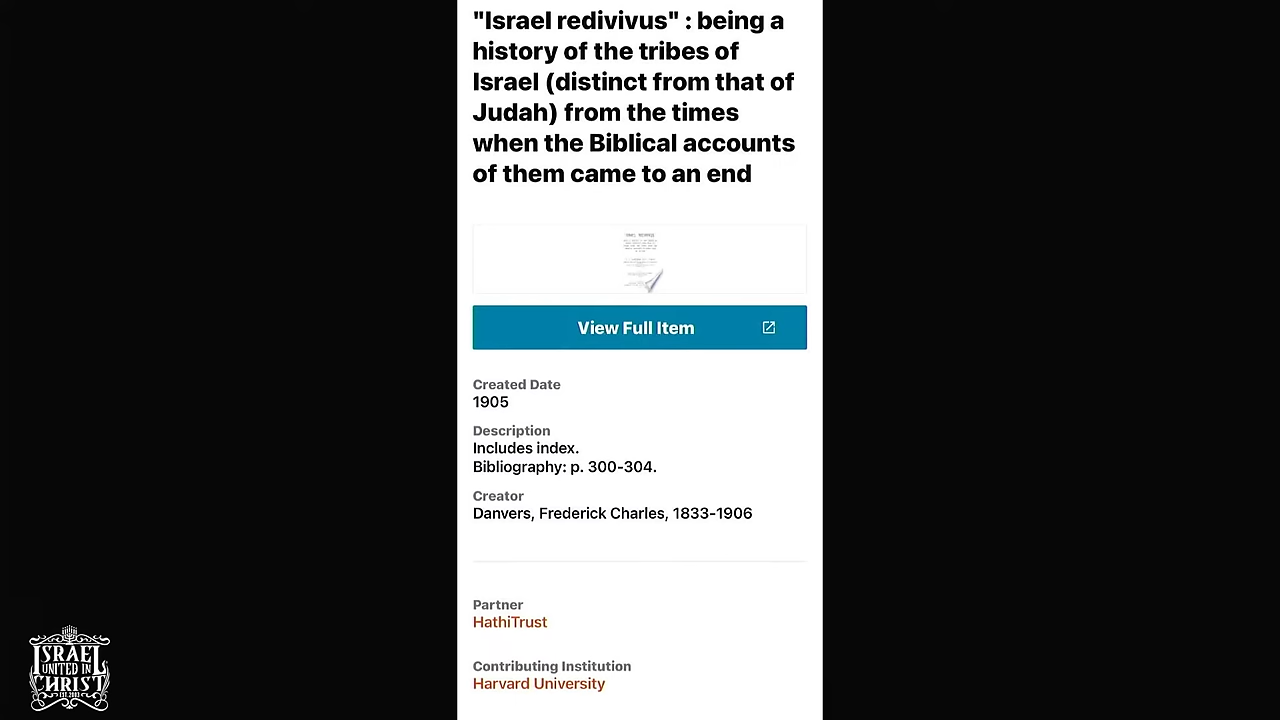 "Israel redivivus" : being a
history of the tribes of
Israel (distinct from that of
Judah) from the times
when the Biblical accounts
of them came to an end
View Full Item
Created Date
1905
Description
Includes index.
Bibliography: p. 300-304.
Creator
Danvers, Frederick Charles, 1833-1906
Partner
HathiTrust
Contributing Institution
Harvard University
ISRAEL
UNITED IN
CHRIST
EST. 2003